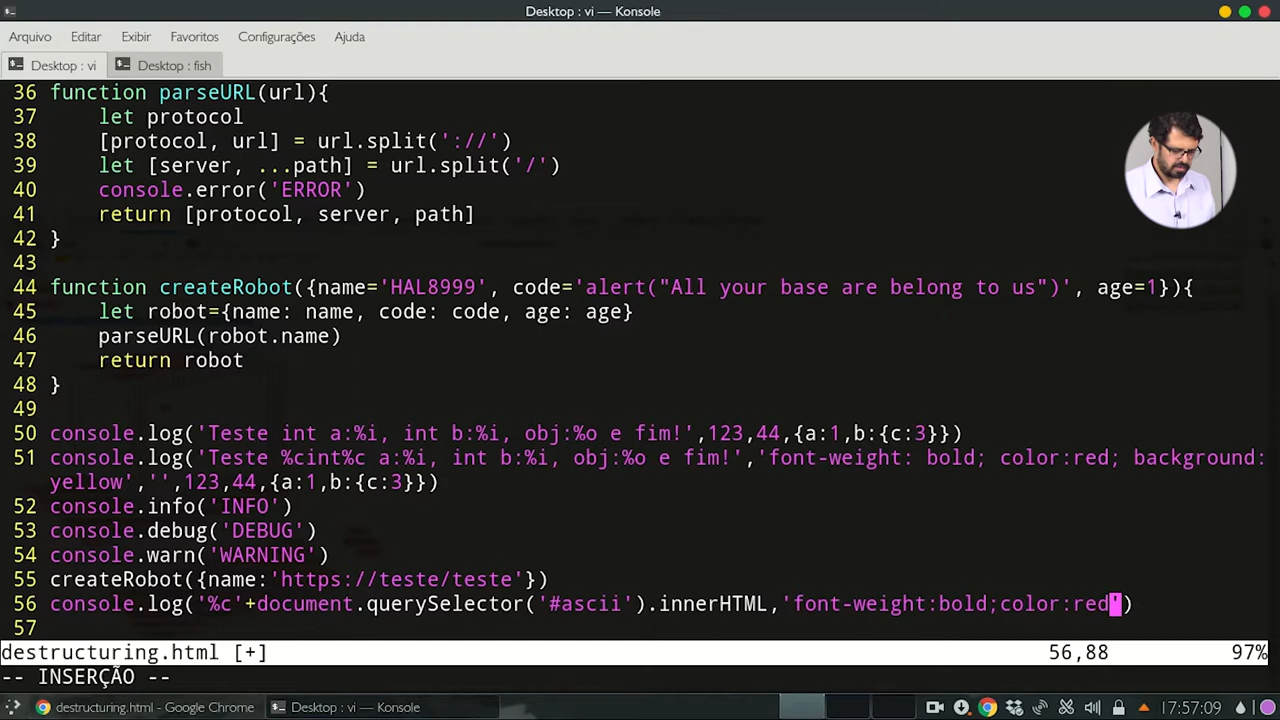 Desktop : vi — Konsole
Arquivo Editar Exibir Favoritos Configurações Ajuda
Desktop : vi Desktop : fish
36 function parseURL(url){
37     let protocol
38     [protocol, url] = url.split('://')
39     let [server, ...path] = url.split('/')
40     console.error('ERROR')
41     return [protocol, server, path]
42 }
43
44 function createRobot({name='HAL8999', code='alert("All your base are belong to us")', age=1}){
45     let robot={name: name, code: code, age: age}
46     parseURL(robot.name)
47     return robot
48 }
49
50 console.log('Teste int a:%i, int b:%i, obj:%o e fim!',123,44,{a:1,b:{c:3}})
51 console.log('Teste %cint%c a:%i, int b:%i, obj:%o e fim!','font-weight: bold; color:red; background:
yellow','',123,44,{a:1,b:{c:3}})
52 console.info('INFO')
53 console.debug('DEBUG')
54 console.warn('WARNING')
55 createRobot({name:'https://teste/teste'})
56 console.log('%c'+document.querySelector('#ascii').innerHTML,'font-weight:bold;color:red')
57
destructuring.html [+] 56,88 97%
-- INSERÇÃO --
destructuring.html - Google Chrome Desktop : vi — Konsole 17:57:09